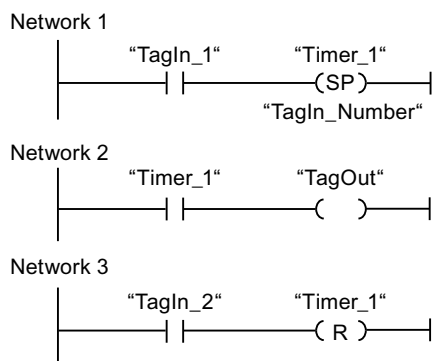 Network 1
“TagIn_1“ “Timer_1“
SP
“TagIn_Number“
Network 2
“Timer_1“ “TagOut“
Network 3
“TagIn_2“ “Timer_1“
R